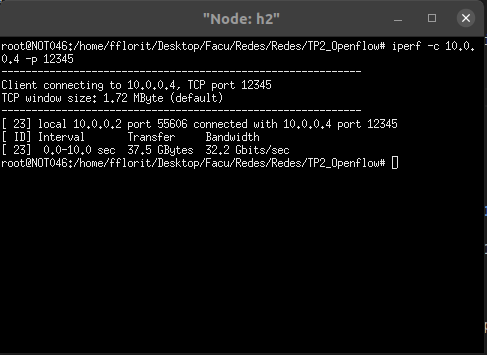 "Node: h2"
root@NOT046:/home/fflorit/Desktop/Facu/Redes/Redes/TP2_Openflow# iperf -c 10.0.
0.4 -p 12345
------------------------------------------------------------
Client connecting to 10.0.0.4, TCP port 12345
TCP window size: 1.72 MByte (default)
------------------------------------------------------------
[ 23] local 10.0.0.2 port 55606 connected with 10.0.0.4 port 12345
[ ID] Interval       Transfer     Bandwidth
[ 23]  0.0-10.0 sec  37.5 GBytes  32.2 Gbits/sec
root@NOT046:/home/fflorit/Desktop/Facu/Redes/Redes/TP2_Openflow#